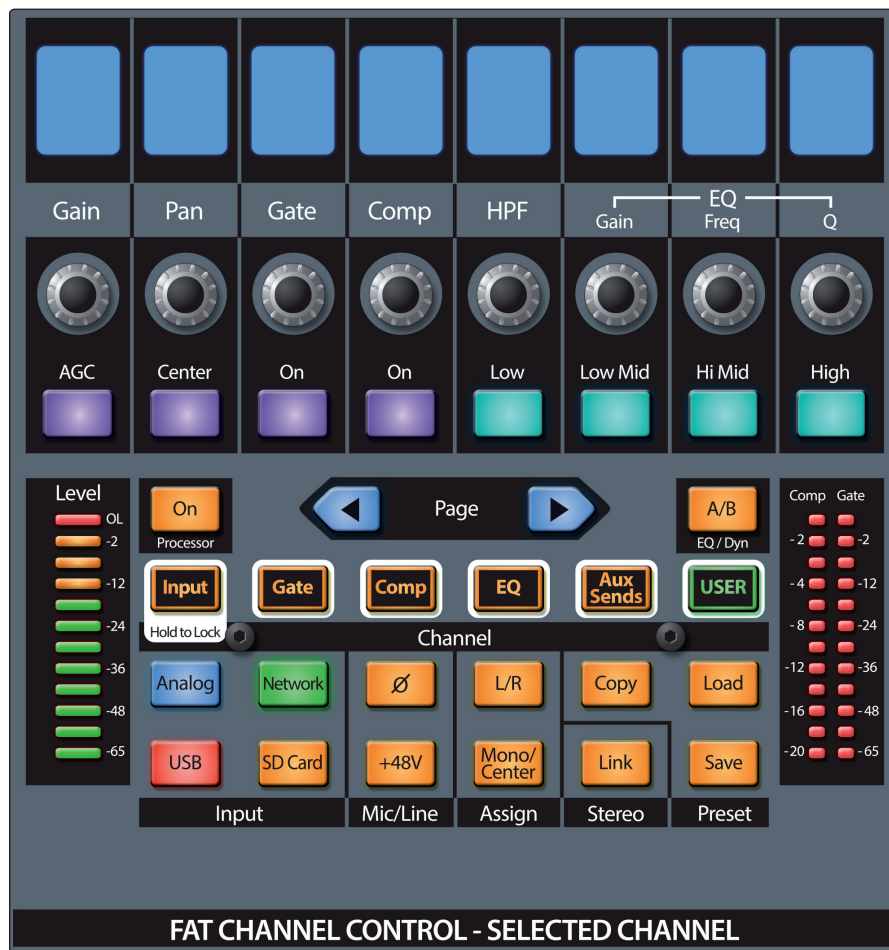 Gain Pan Gate Comp HPF EQ
Gain Freq Q
AGC Center On On Low Low Mid Hi Mid High
Level
OL
-2
-12
-24
-36
-48
-65
On
Processor
Page
A/B
EQ / Dyn
Comp Gate
-2 -2
-4 -12
-8 -24
-12 -36
-16 -48
-20 -65
Input Gate Comp EQ Aux Sends USER
Hold to Lock
Channel
Analog Network Ø L/R Copy Load
USB SD Card +48V Mono/ Center Link Save
Input Mic/Line Assign Stereo Preset
FAT CHANNEL CONTROL - SELECTED CHANNEL